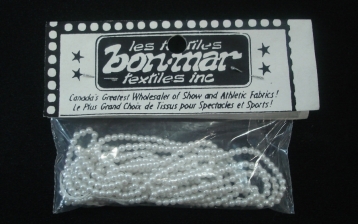 les textiles
bon-mar
textiles inc
Canada's Greatest Wholesaler of Show and Athletic Fabrics!
Le Plus Grand Choix de Tissus pour Spectacles et Sports!